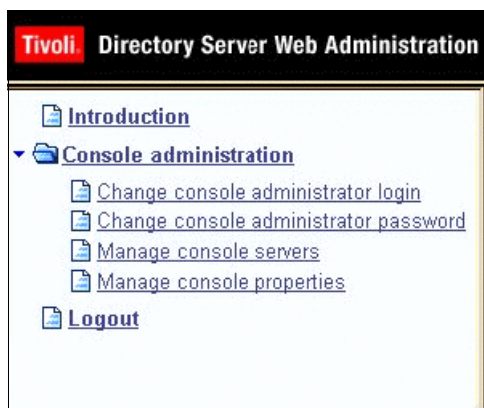 Tivoli. Directory Server Web Administration
Introduction
Console administration
Change console administrator login
Change console administrator password
Manage console servers
Manage console properties
Logout